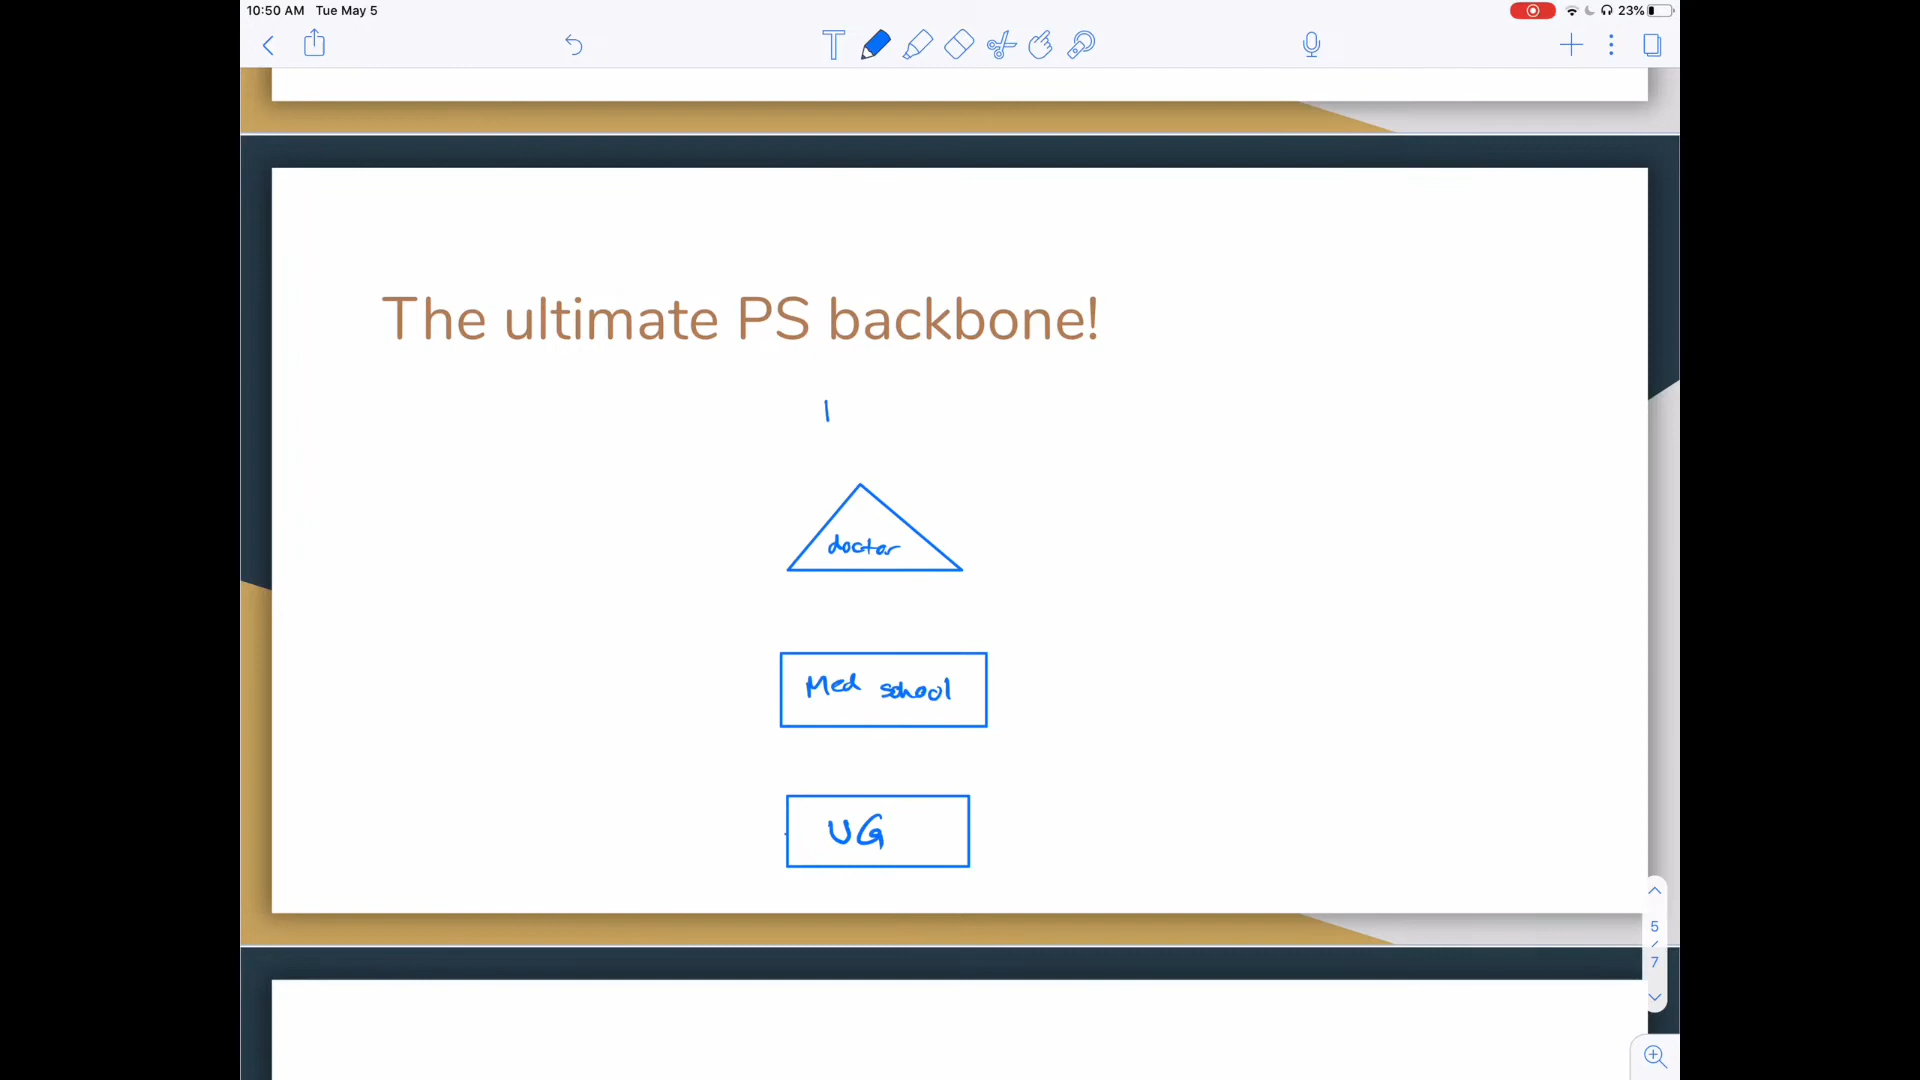 10:50 AM Tue May 5
23%
The ultimate PS backbone!
doctor
Med school
UG
5
/
7